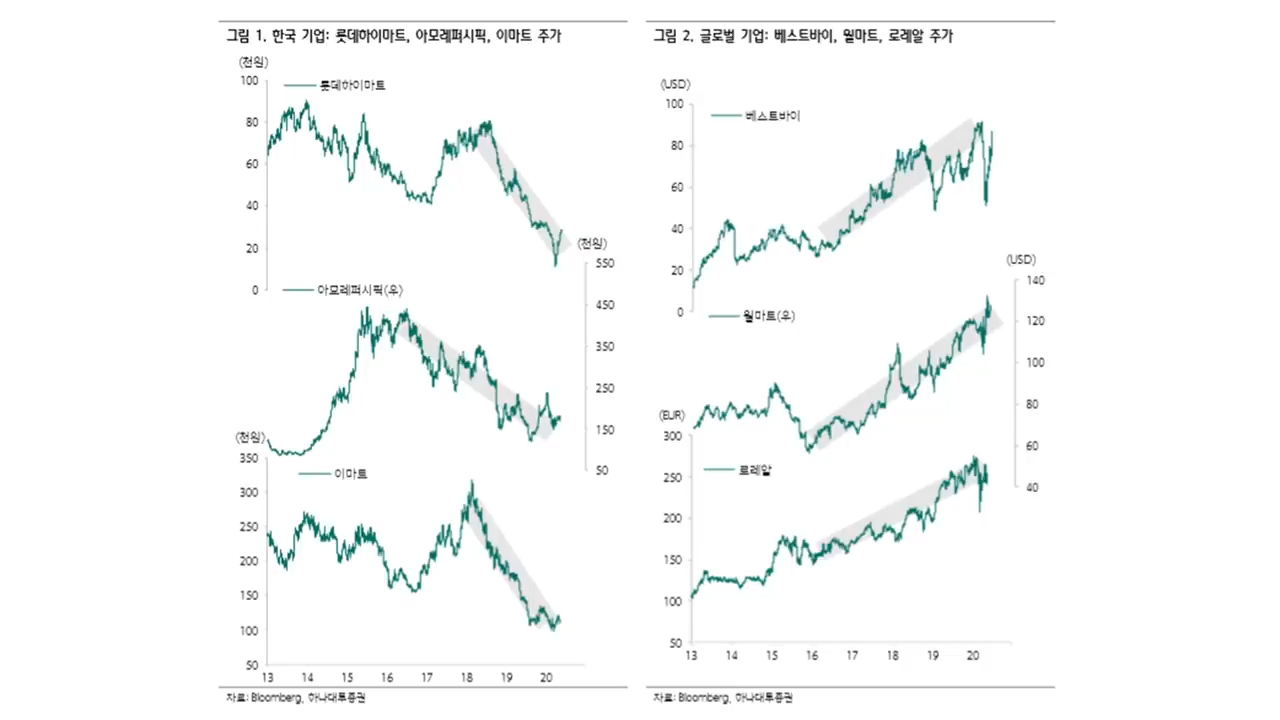 그림 1. 한국 기업: 롯데하이마트, 아모레퍼시픽, 이마트 주가
(천원)
100
롯데하이마트
80
60
40
20
0
(천원)
550
아모레퍼시픽(우)
450
350
250
150
50
(천원)
350
이마트
300
250
200
150
100
50
13 14 15 16 17 18 19 20
자료: Bloomberg, 하나대투증권
그림 2. 글로벌 기업: 베스트바이, 월마트, 로레알 주가
(USD)
100
베스트바이
80
60
40
20
0
(USD)
140
월마트(우)
120
100
80
60
40
(EUR)
300
로레알
250
200
150
100
50
13 14 15 16 17 18 19 20
자료: Bloomberg, 하나대투증권